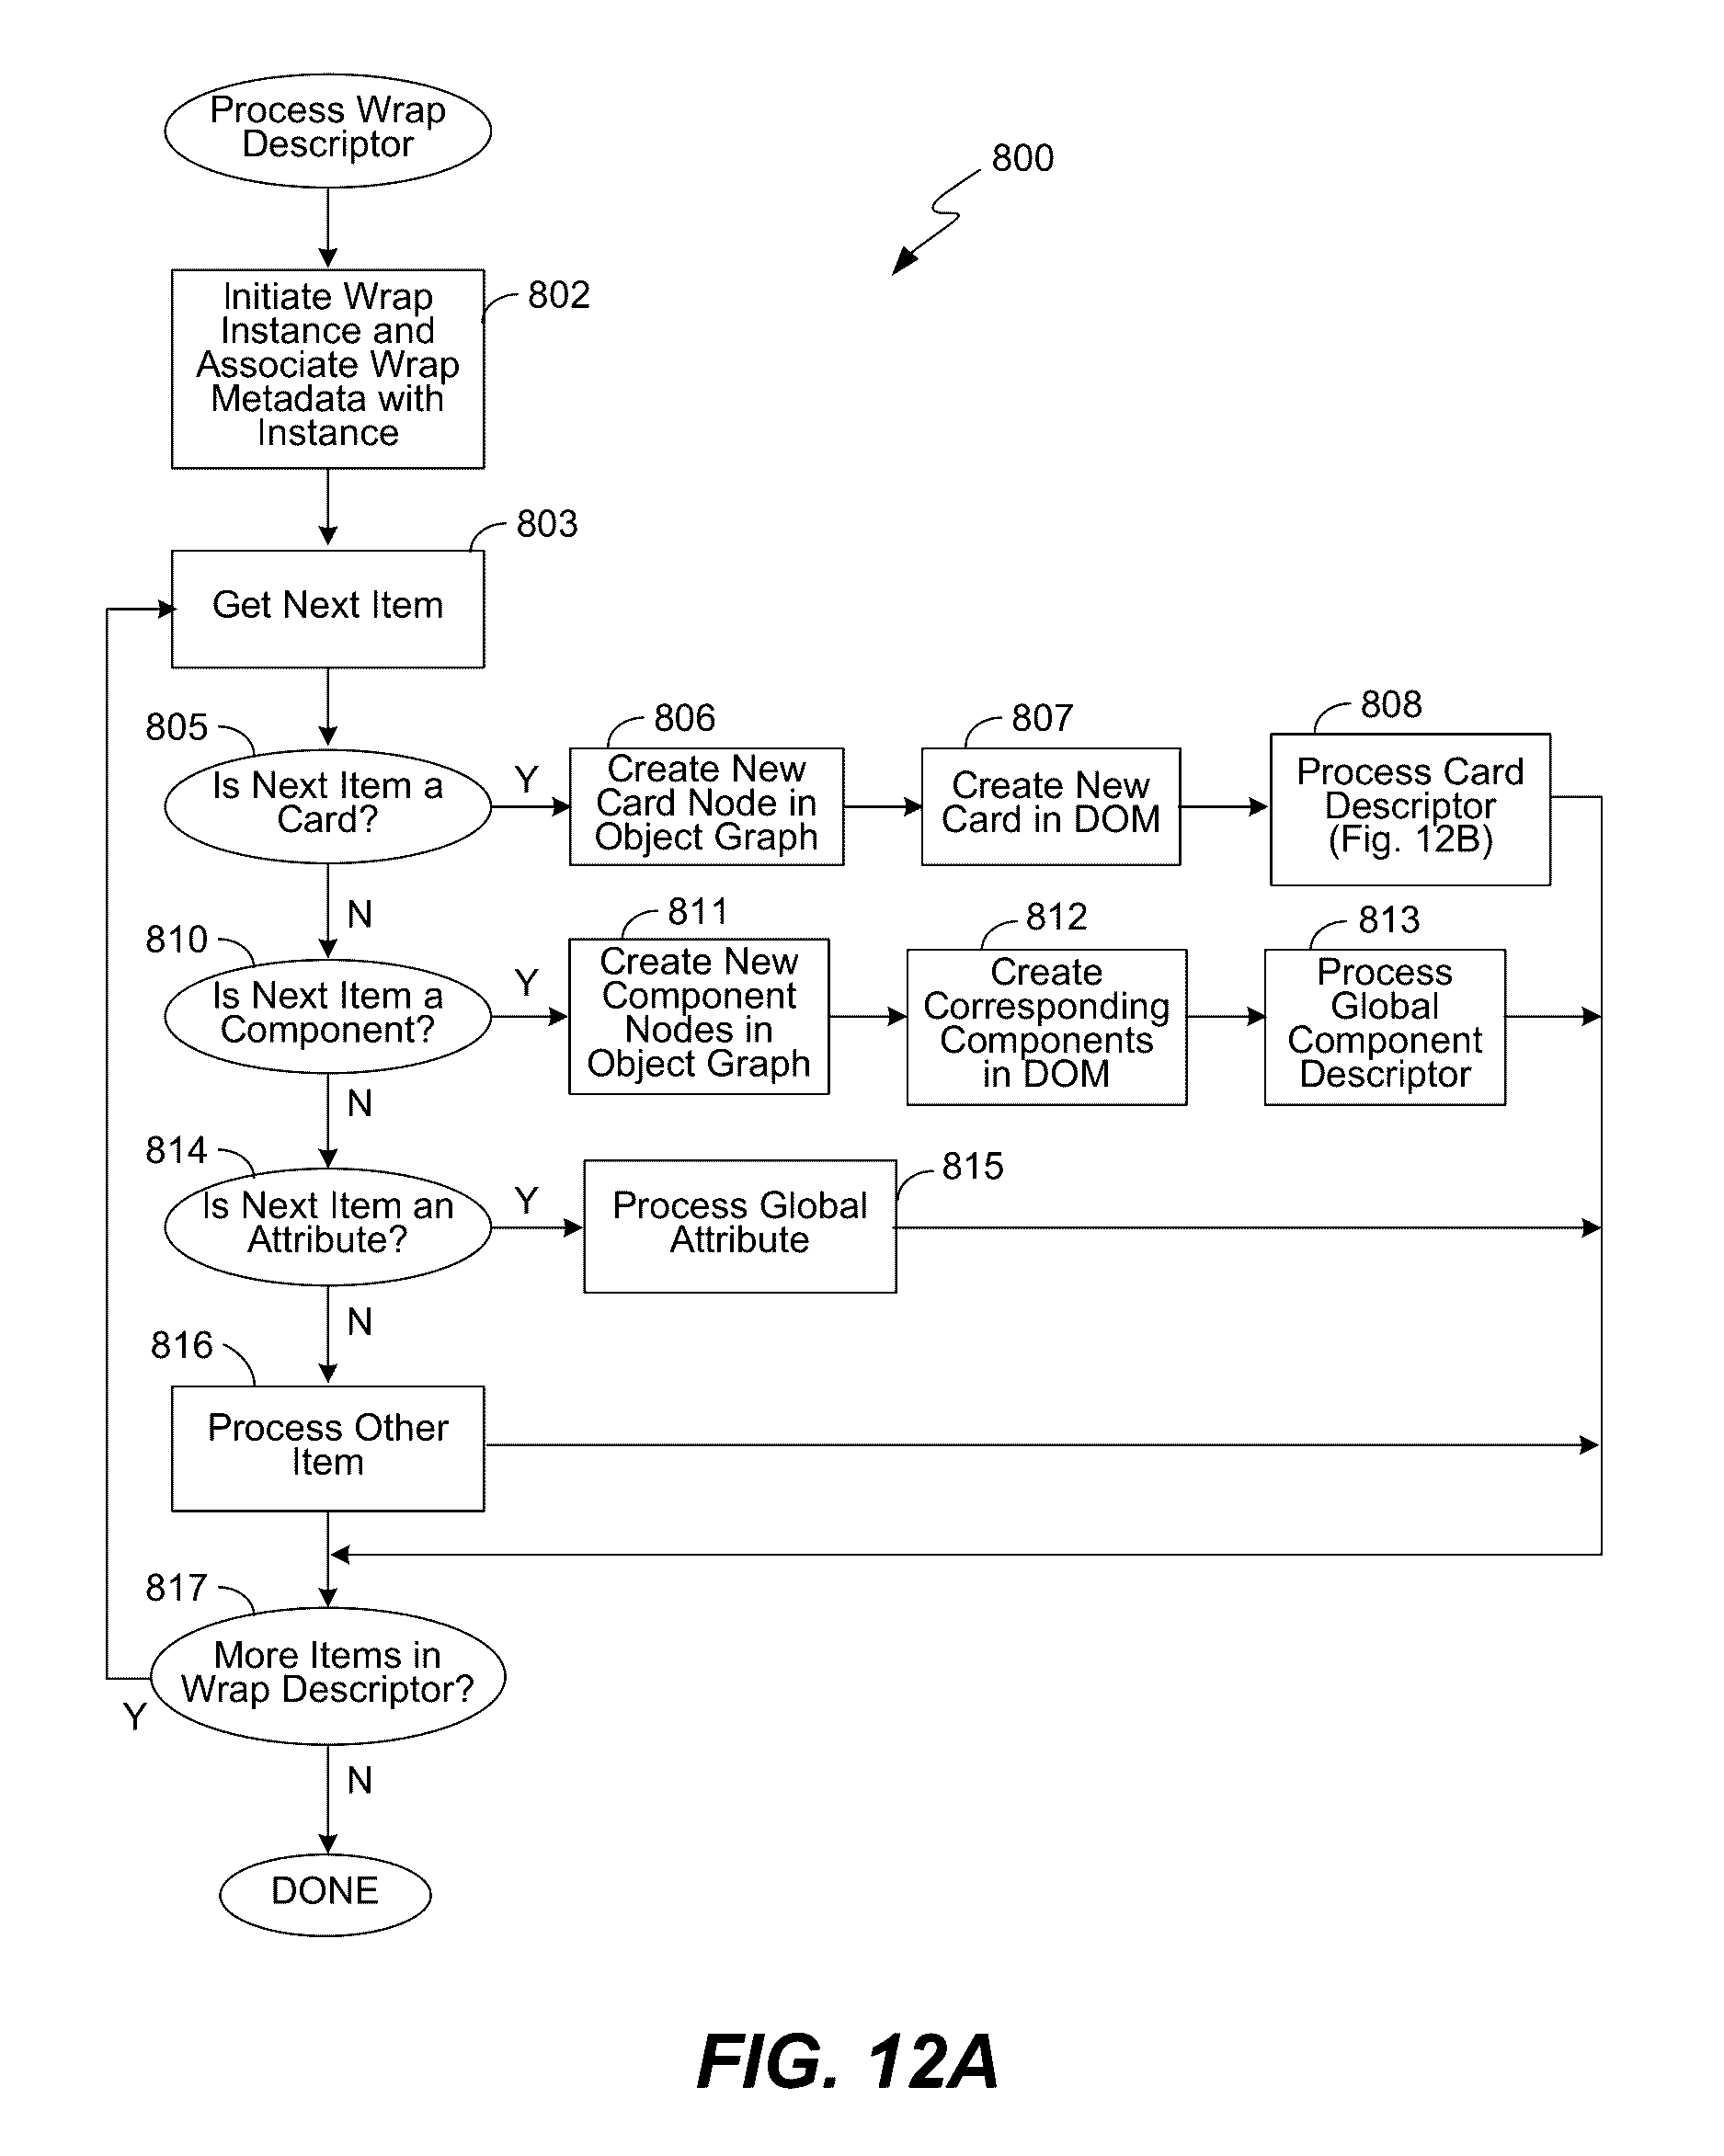 Process Wrap
Descriptor
800
Initiate Wrap
Instance and
Associate Wrap
Metadata with
Instance
802
803
Get Next Item
805
Is Next Item a
Card?
Y
806
Create New
Card Node in
Object Graph
807
Create New
Card in DOM
808
Process Card
Descriptor
(Fig. 12B)
N
810
Is Next Item a
Component?
Y
811
Create New
Component
Nodes in
Object Graph
812
Create
Corresponding
Components
in DOM
813
Process
Global
Component
Descriptor
N
814
Is Next Item an
Attribute?
Y
815
Process Global
Attribute
N
816
Process Other
Item
817
More Items in
Wrap Descriptor?
Y
N
DONE
FIG. 12A